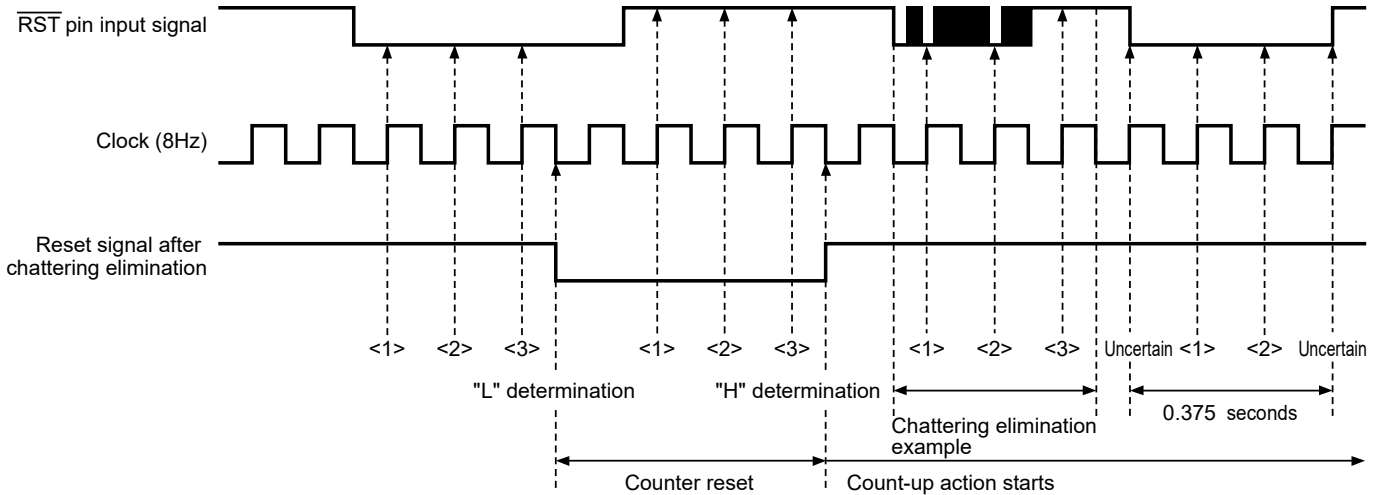 RST pin input signal
Clock (8Hz)
Reset signal after
chattering elimination
<1> <2> <3> <1> <2> <3> <1> <2> <3> Uncertain <1> <2> Uncertain
"L" determination
"H" determination
0.375 seconds
Chattering elimination
example
Counter reset
Count-up action starts